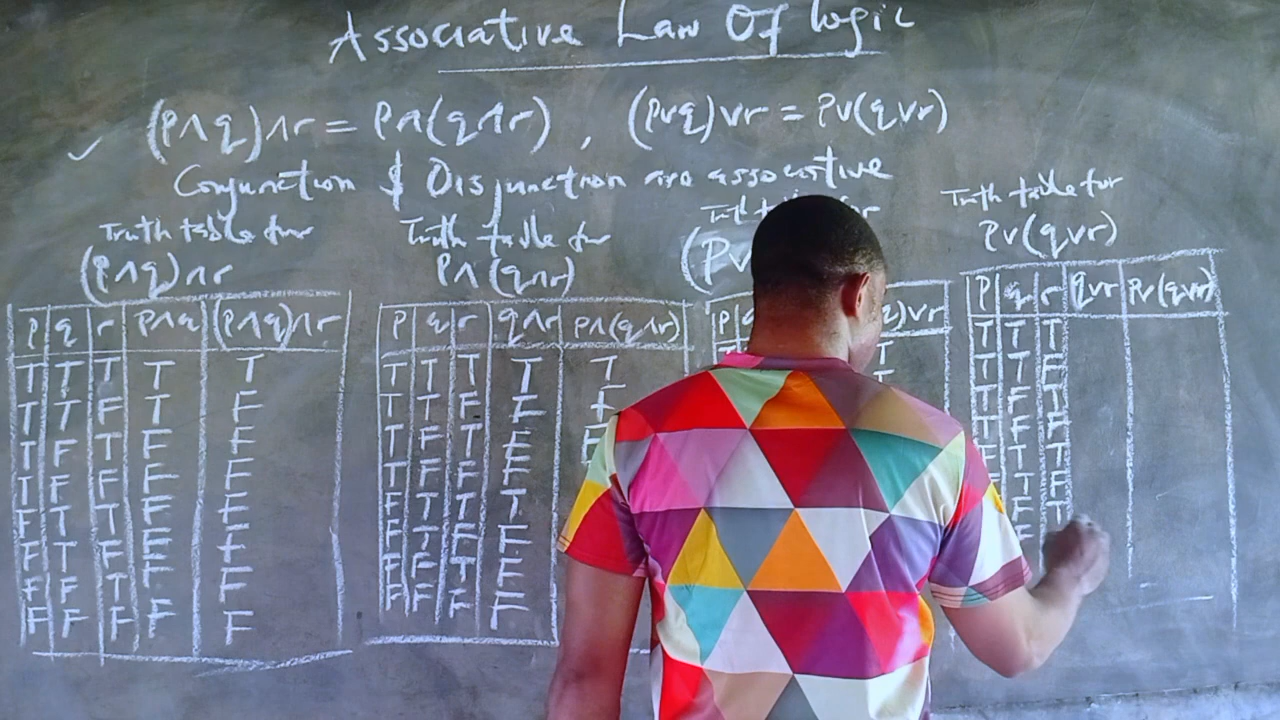 Associative Law Of logic
(p∧q)∧r = p∧(q∧r) , (p∨q)∨r = p∨(q∨r)
Conjunction & Disjunction are associative
Truth table for
(p∧q)∧r
p q r p∧q (p∧q)∧r
T T T T T
T T F T F
T F T F F
T F F F F
F T T F F
F T F F F
F F T F F
F F F F F
Truth table for
p∧(q∧r)
p q r q∧r p∧(q∧r)
T T T T T
T T F F F
T F T F F
T F F F
F T T T
F T F F
F F T F
F F F F
(p∨
p )∨r
Truth table for
p∨(q∨r)
p q r q∨r p∨(q∨r)
T T T
T T F
T F T
T F F
T T
T F
F T